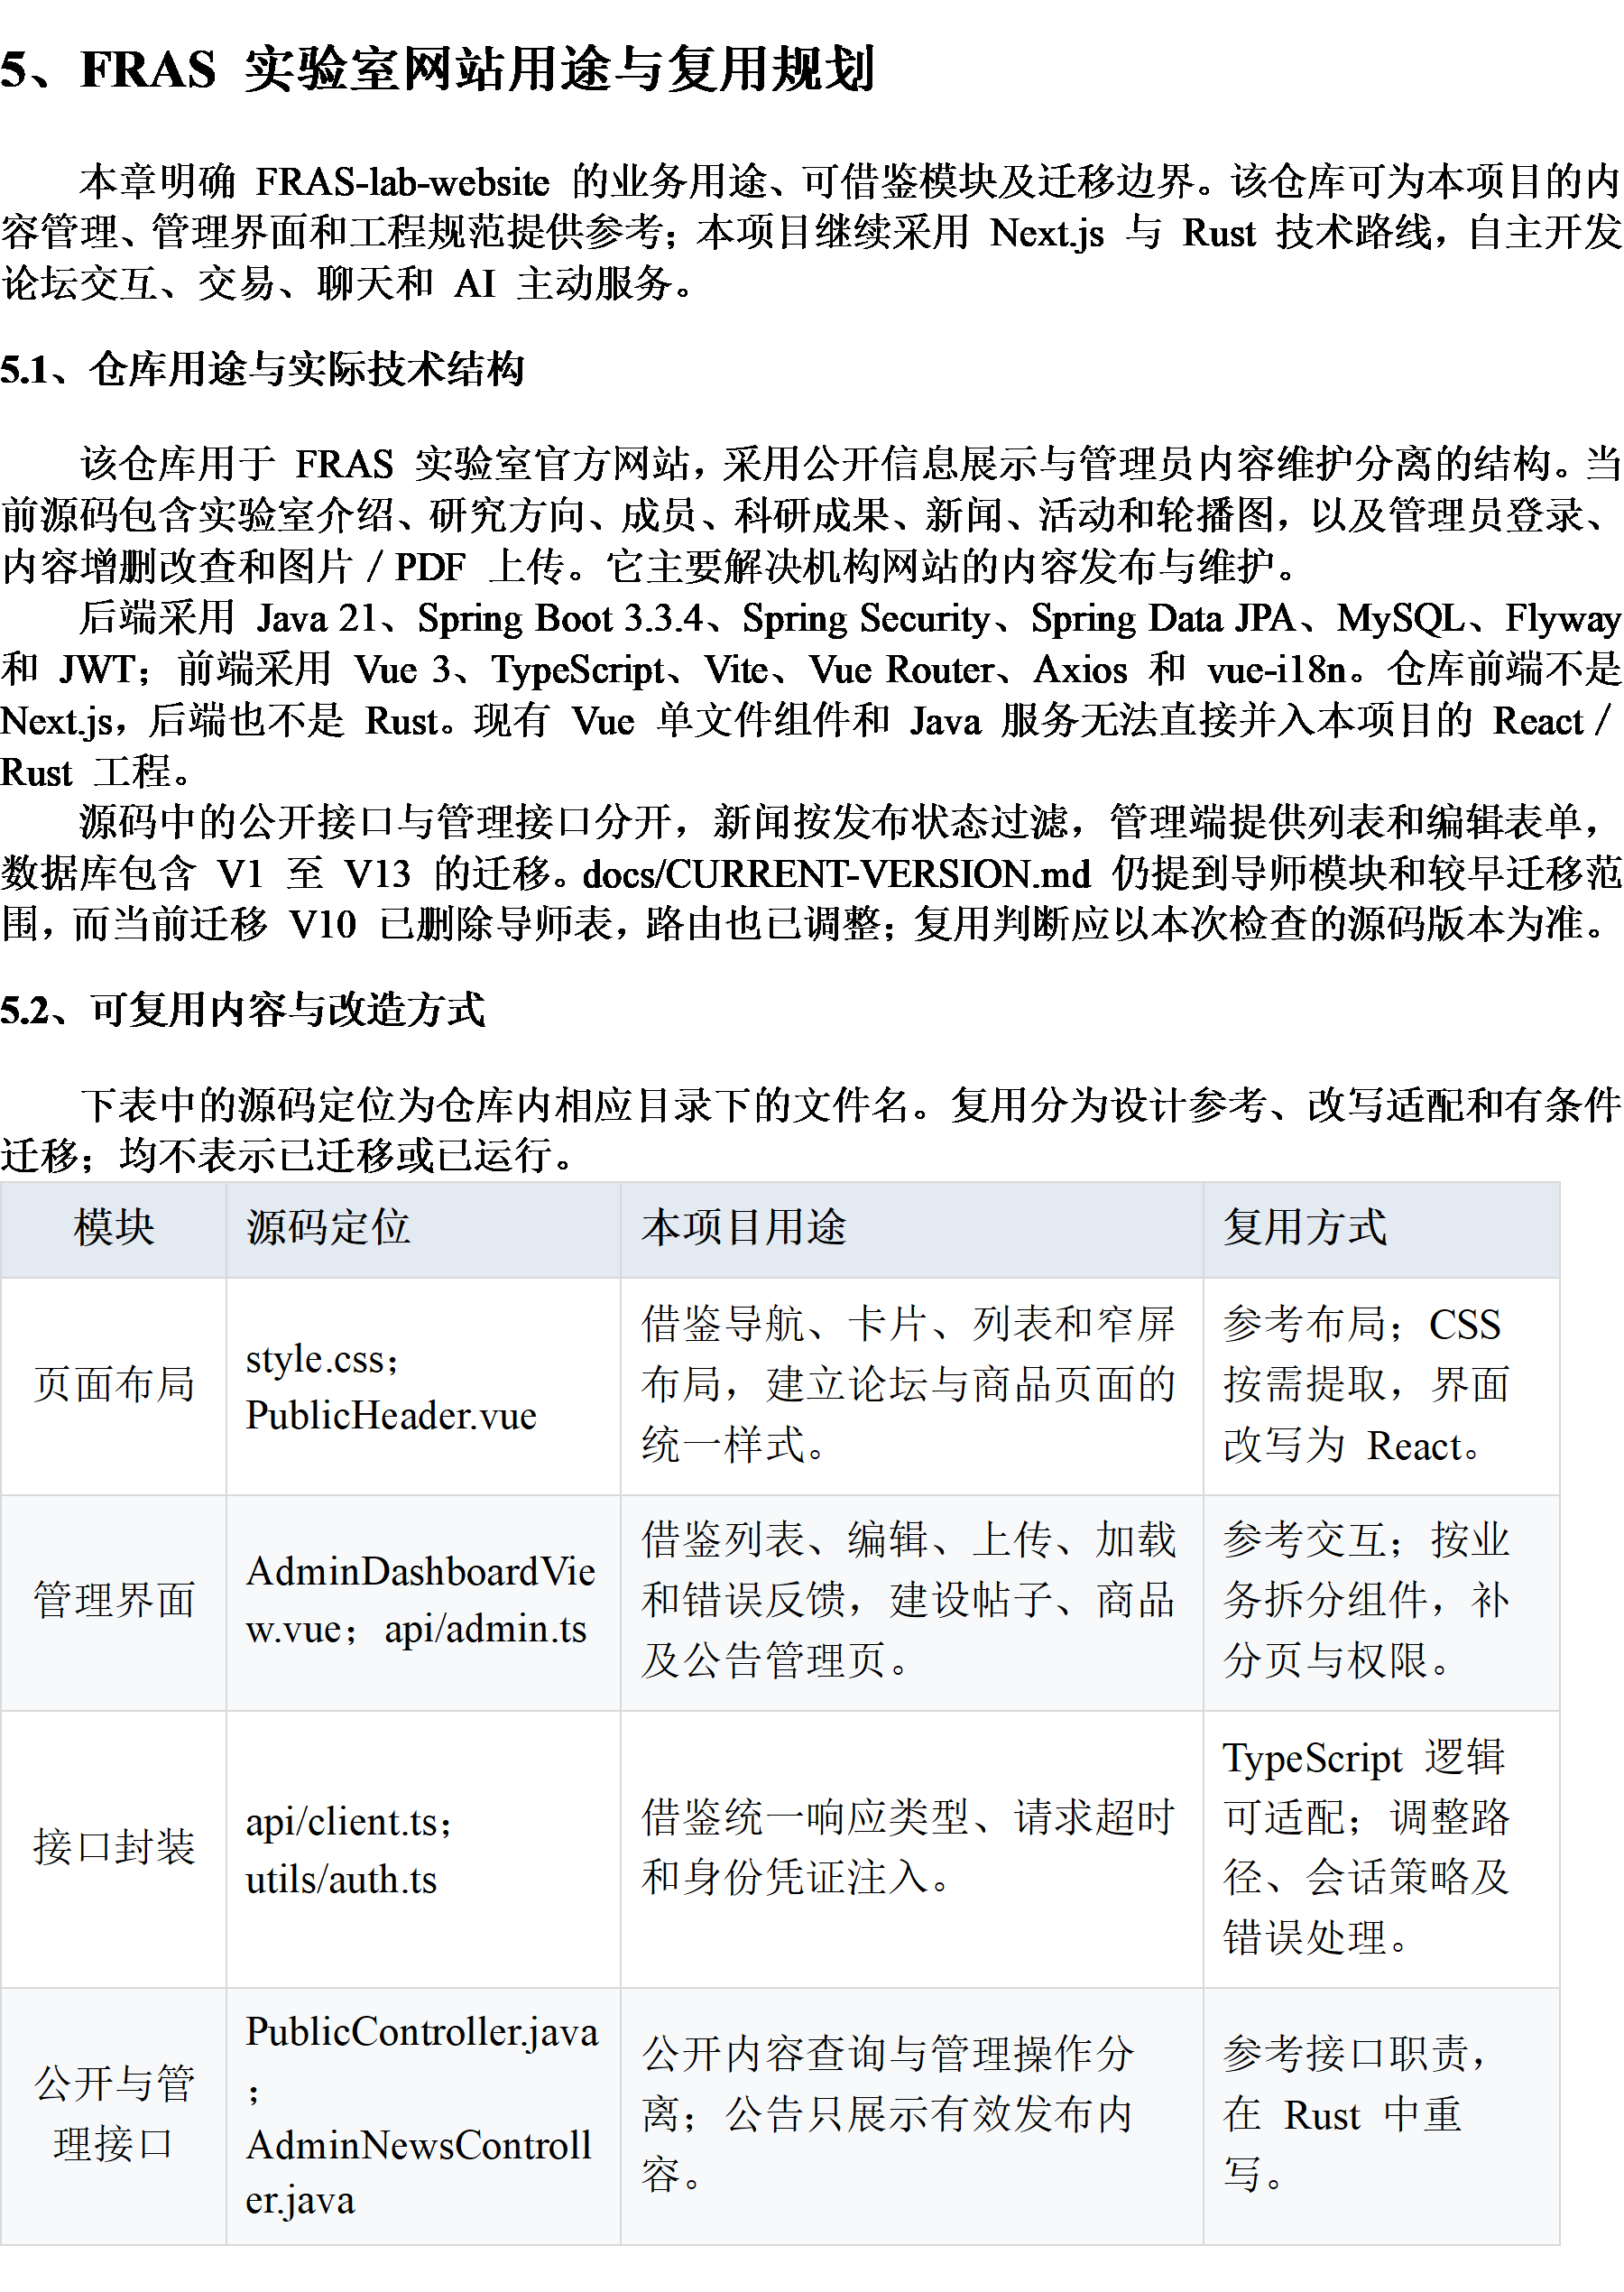 5、FRAS 实验室网站用途与复用规划
本章明确 FRAS-lab-website 的业务用途、可借鉴模块及迁移边界。该仓库可为本项目的内
容管理、管理界面和工程规范提供参考；本项目继续采用 Next.js 与 Rust 技术路线，自主开发
论坛交互、交易、聊天和 AI 主动服务。
5.1、仓库用途与实际技术结构
该仓库用于 FRAS 实验室官方网站，采用公开信息展示与管理员内容维护分离的结构。当
前源码包含实验室介绍、研究方向、成员、科研成果、新闻、活动和轮播图，以及管理员登录、
内容增删改查和图片 / PDF 上传。它主要解决机构网站的内容发布与维护。
后端采用 Java 21、Spring Boot 3.3.4、Spring Security、Spring Data JPA、MySQL、Flyway
和 JWT；前端采用 Vue 3、TypeScript、Vite、Vue Router、Axios 和 vue-i18n。仓库前端不是
Next.js，后端也不是 Rust。现有 Vue 单文件组件和 Java 服务无法直接并入本项目的 React /
Rust 工程。
源码中的公开接口与管理接口分开，新闻按发布状态过滤，管理端提供列表和编辑表单，
数据库包含 V1 至 V13 的迁移。docs/CURRENT-VERSION.md 仍提到导师模块和较早迁移范
围，而当前迁移 V10 已删除导师表，路由也已调整；复用判断应以本次检查的源码版本为准。
5.2、可复用内容与改造方式
下表中的源码定位为仓库内相应目录下的文件名。复用分为设计参考、改写适配和有条件
迁移；均不表示已迁移或已运行。
模块 源码定位 本项目用途 复用方式
页面布局
style.css；
PublicHeader.vue
借鉴导航、卡片、列表和窄屏
布局，建立论坛与商品页面的
统一样式。
参考布局；CSS
按需提取，界面
改写为 React。
管理界面
AdminDashboardVie
w.vue；api/admin.ts
借鉴列表、编辑、上传、加载
和错误反馈，建设帖子、商品
及公告管理页。
参考交互；按业
务拆分组件，补
分页与权限。
接口封装
api/client.ts；
utils/auth.ts
借鉴统一响应类型、请求超时
和身份凭证注入。
TypeScript 逻辑
可适配；调整路
径、会话策略及
错误处理。
公开与管
理接口
PublicController.java
；
AdminNewsControll
er.java
公开内容查询与管理操作分
离；公告只展示有效发布内
容。
参考接口职责，
在 Rust 中重
写。